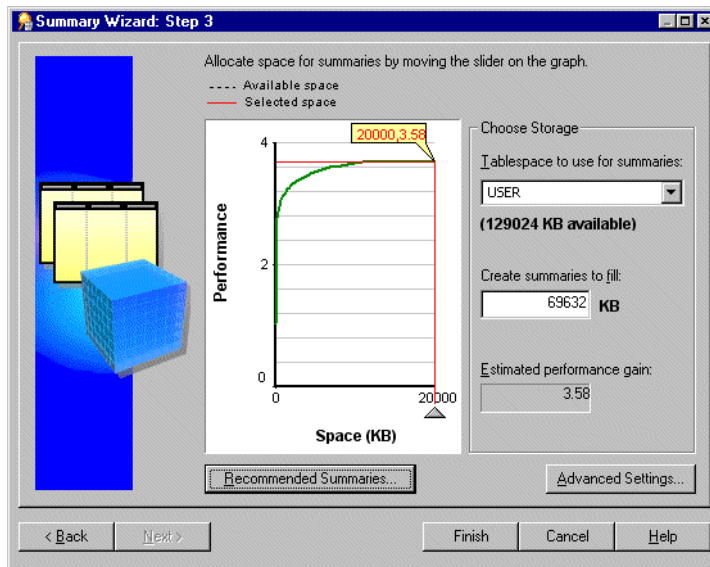 Summary Wizard: Step 3
Allocate space for summaries by moving the slider on the graph.
---- Available space
Selected space
20000,3.58
4
2
0
Performance
0
20000
Space (KB)
Choose Storage
Tablespace to use for summaries:
USER
(129024 KB available)
Create summaries to fill:
69632 KB
Estimated performance gain:
3.58
Recommended Summaries...
Advanced Settings...
< Back
Next >
Finish
Cancel
Help